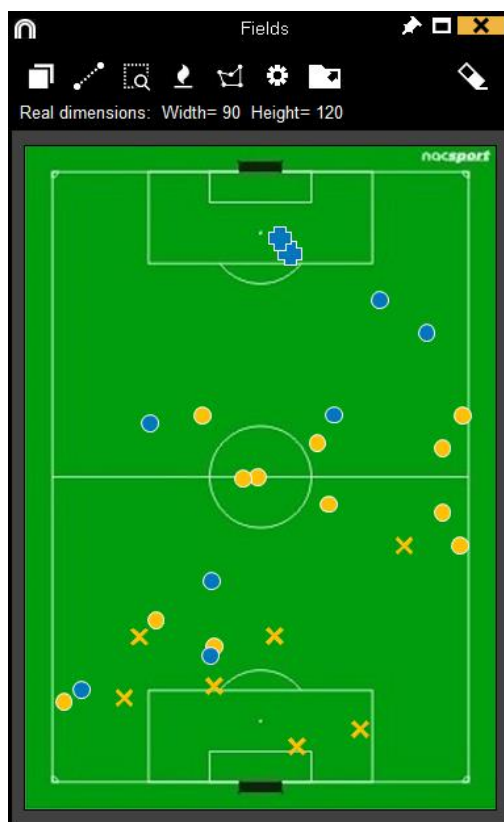 Fields
Real dimensions: Width= 90 Height= 120
nacsport